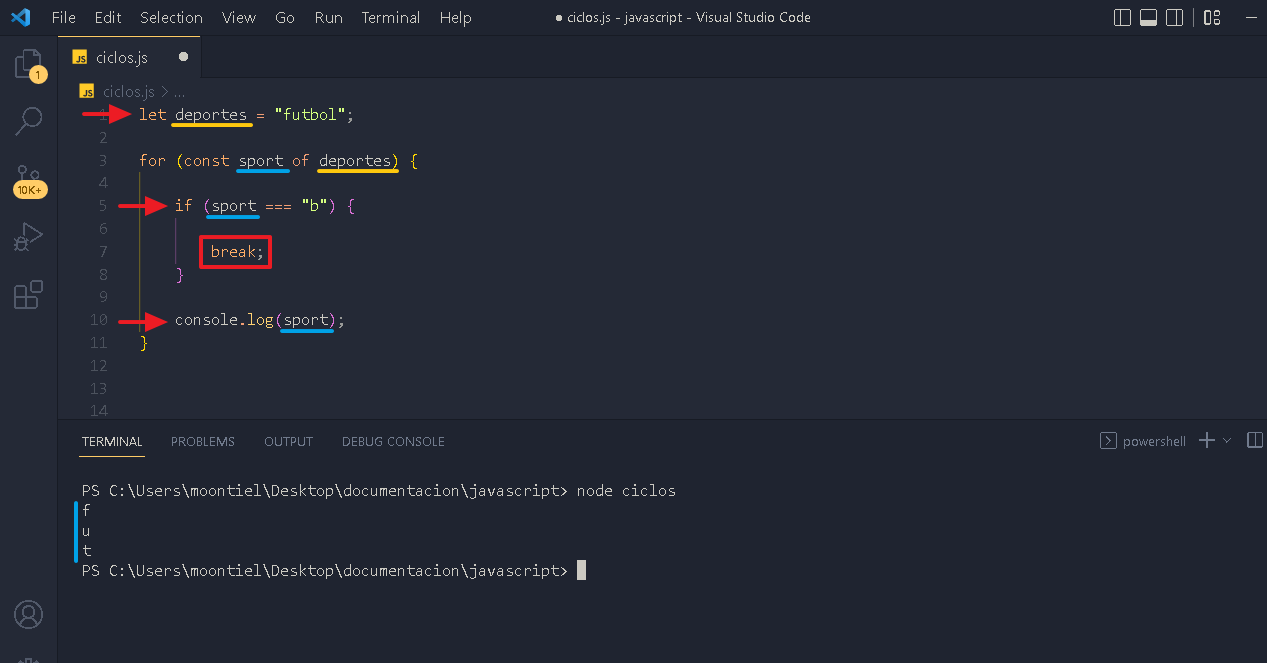 File Edit Selection View Go Run Terminal Help ● ciclos.js - javascript - Visual Studio Code
JS ciclos.js ●
1
JS ciclos.js > ...
1 let deportes = "futbol";
2
3 for (const sport of deportes) {
4
5 if (sport === "b") {
6
7 break;
8 }
9
10 console.log(sport);
11 }
12
13
14
10K+
TERMINAL PROBLEMS OUTPUT DEBUG CONSOLE powershell
PS C:\Users\moontiel\Desktop\documentacion\javascript> node ciclos
f
u
t
PS C:\Users\moontiel\Desktop\documentacion\javascript>